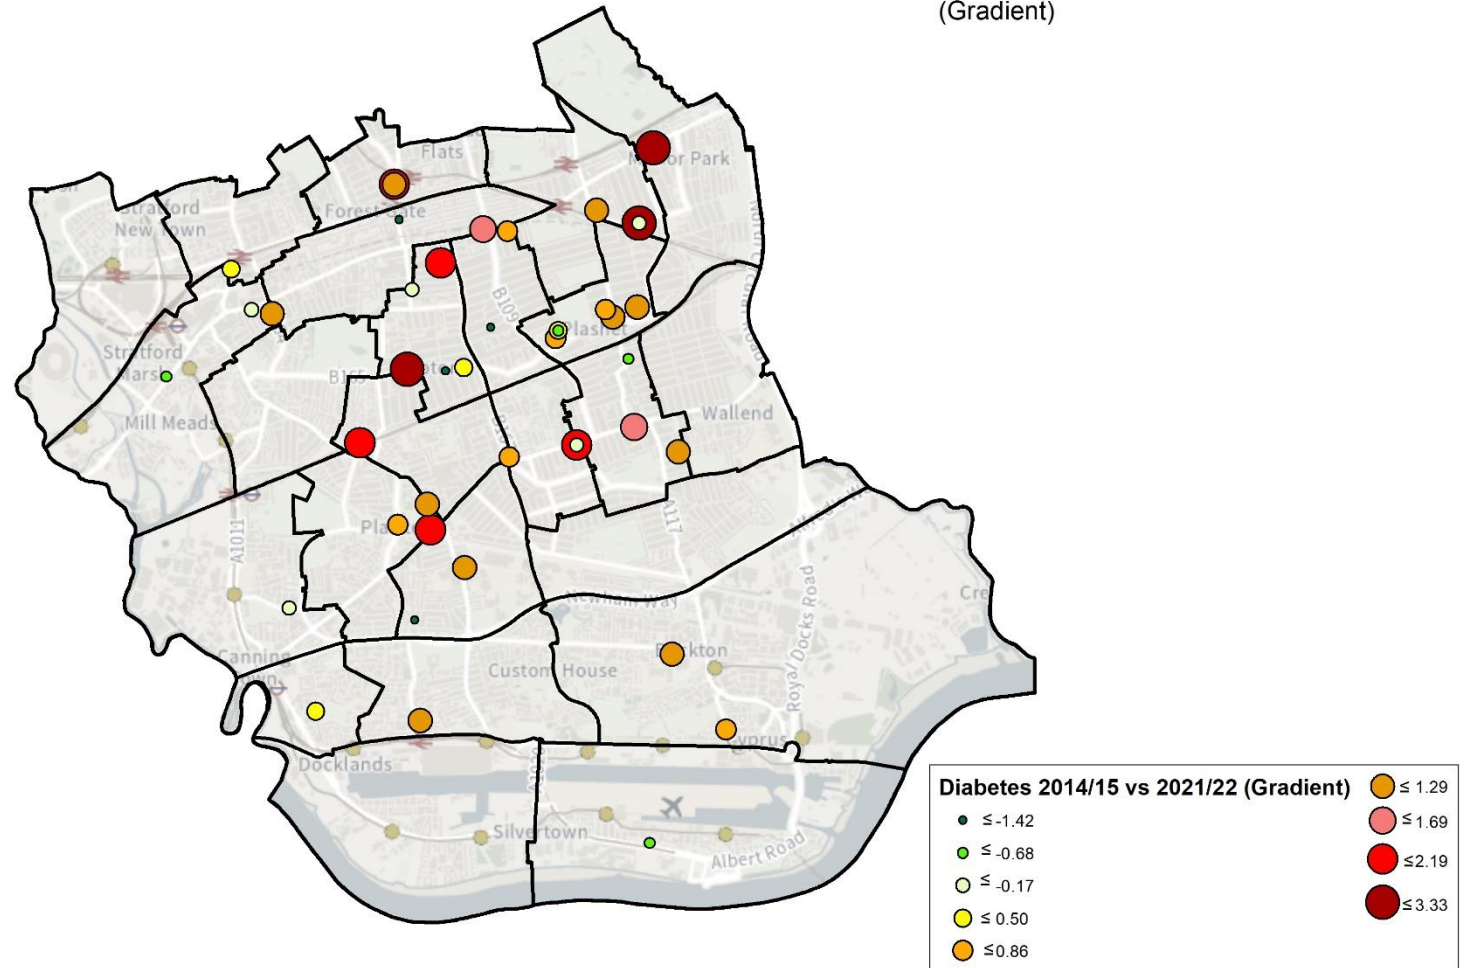 (Gradient)
Flats
Manor Park
Stratford
New Town
Forest Gate
B109
Plashet
Stratford
Marsh
B165
Mill Meads
Wallend
A1011
A117
Newham Way
Royal Docks Road
Canning
Town
Custom House
Beckton
Cyprus
Docklands
Silvertown
Albert Road
Diabetes 2014/15 vs 2021/22 (Gradient)
≤ -1.42
≤ -0.68
≤ -0.17
≤ 0.50
≤0.86
≤ 1.29
≤ 1.69
≤2.19
≤3.33